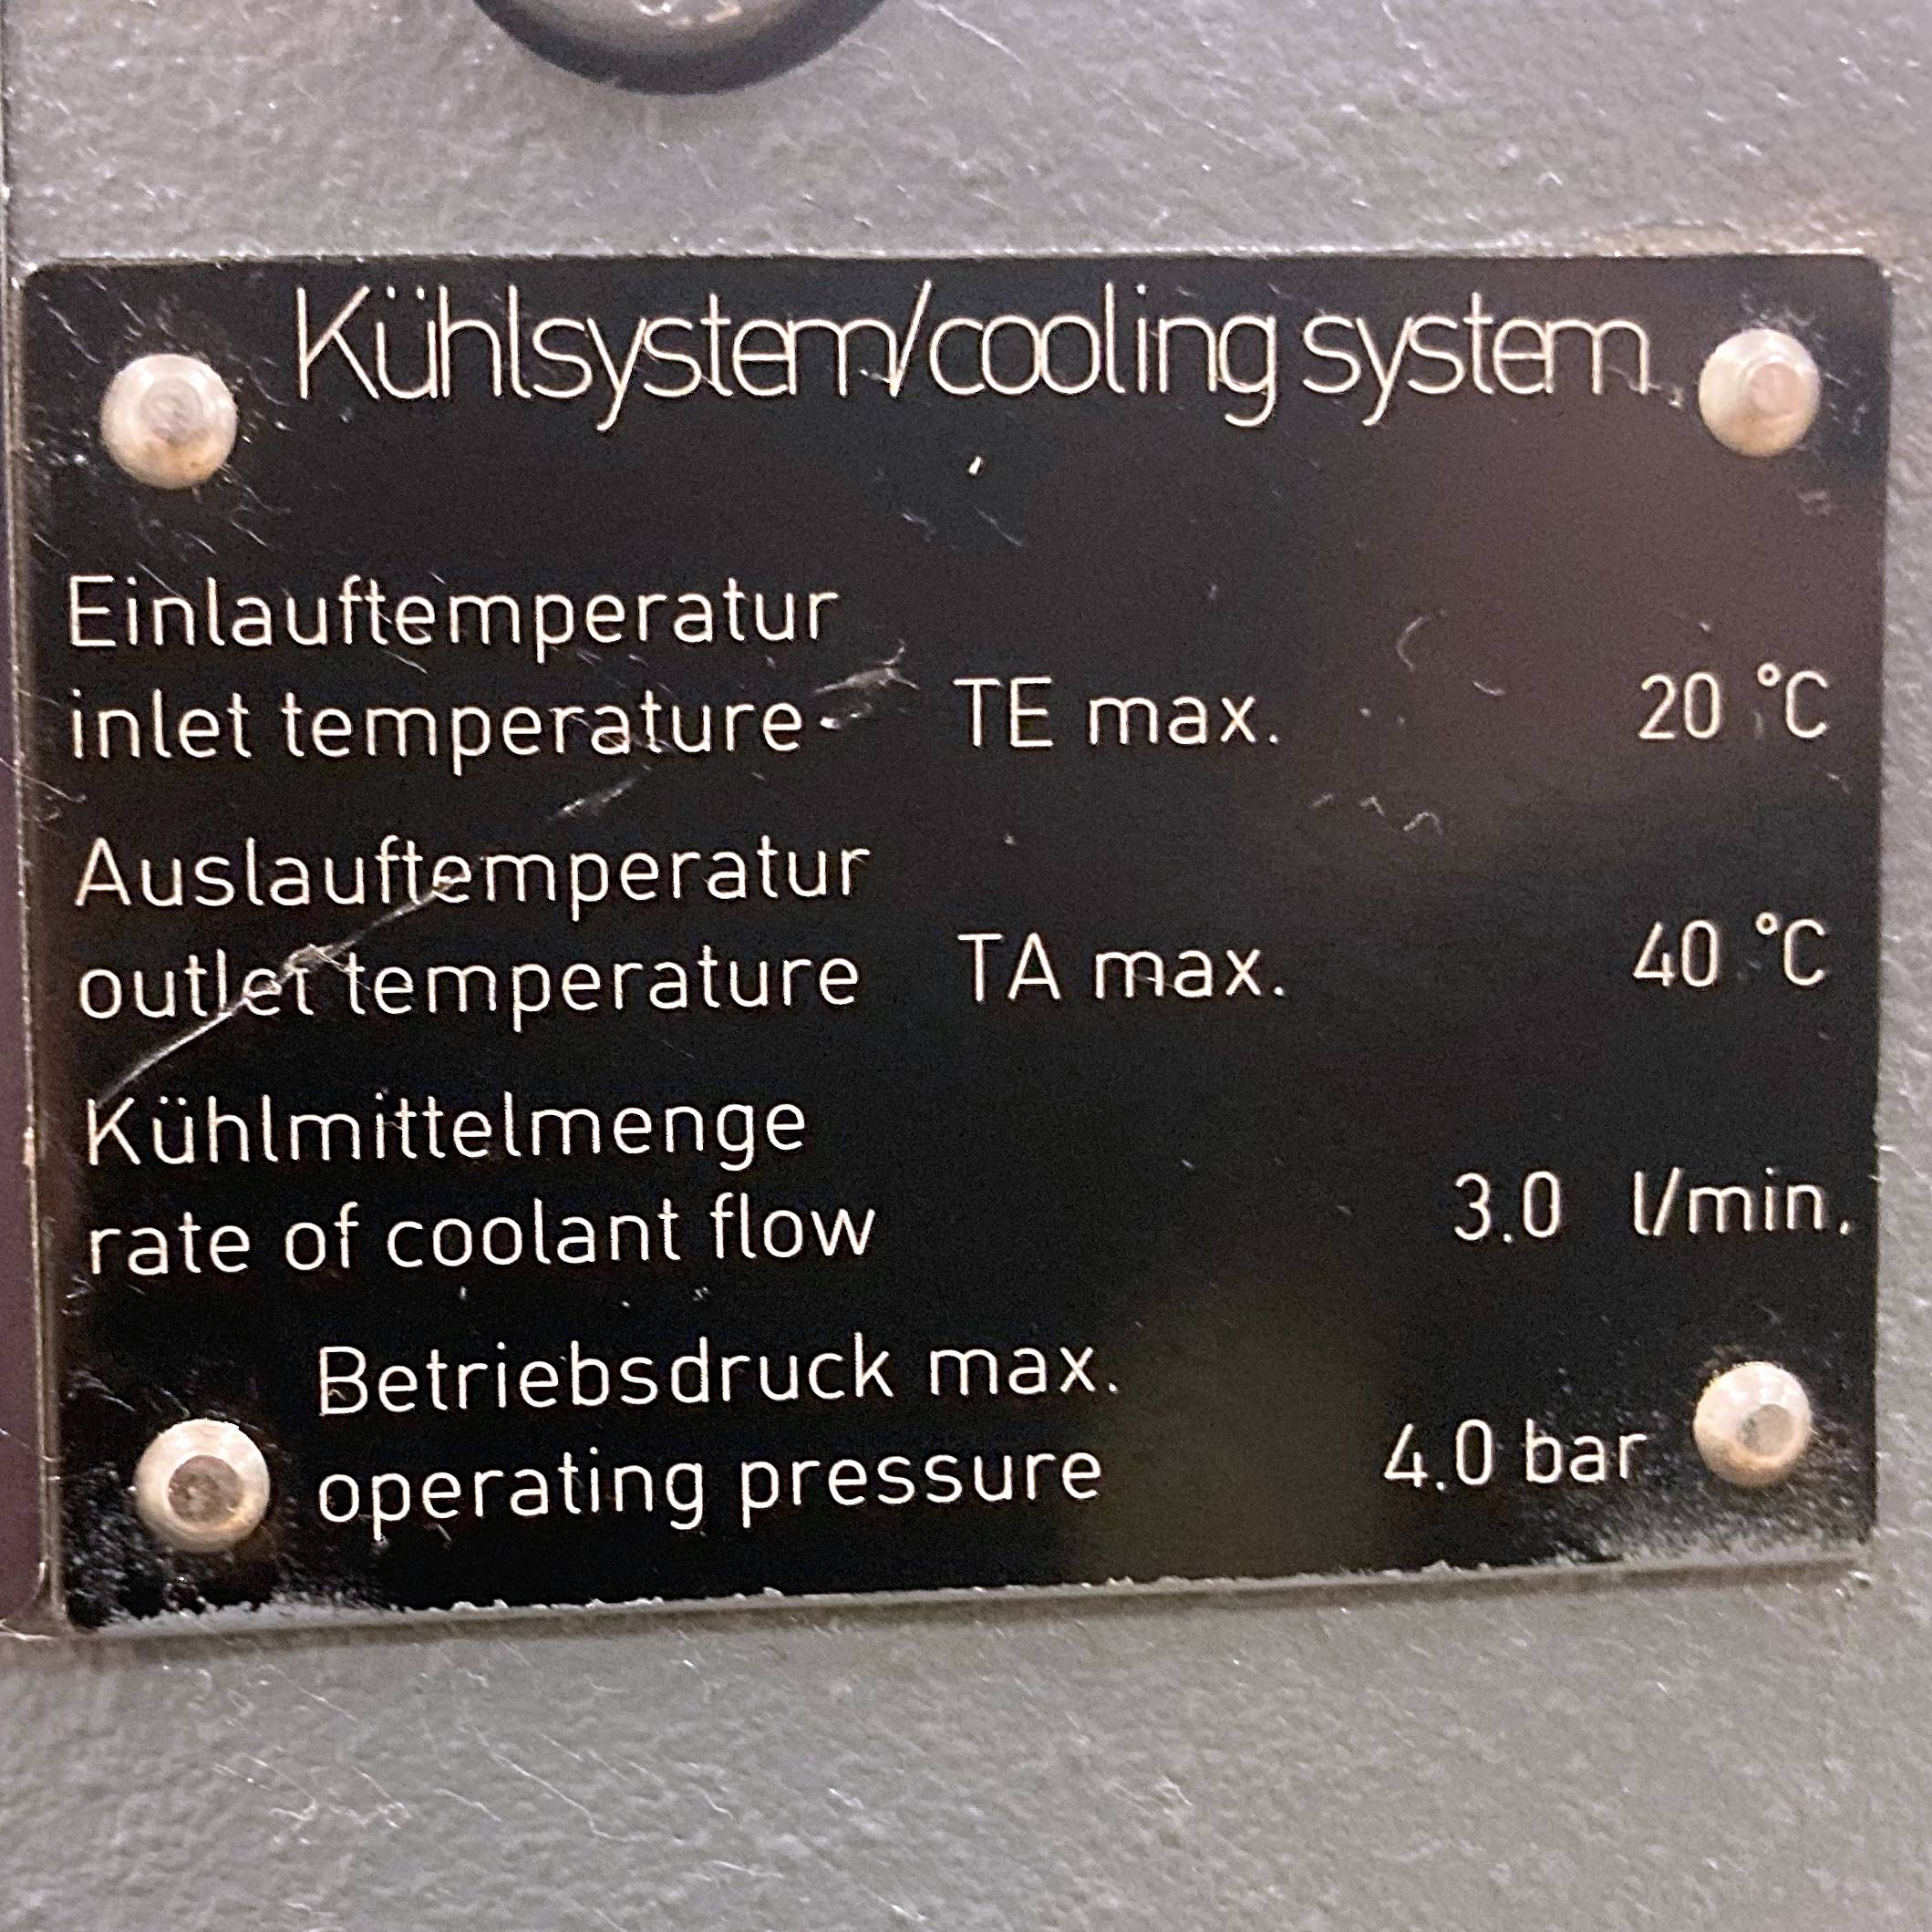 Kühlsystem/cooling system
Einlauftemperatur
inlet temperature TE max. 20 °C
Auslauftemperatur
outlet temperature TA max. 40 °C
Kühlmittelmenge
rate of coolant flow 3.0 l/min.
Betriebsdruck max.
operating pressure 4.0 bar